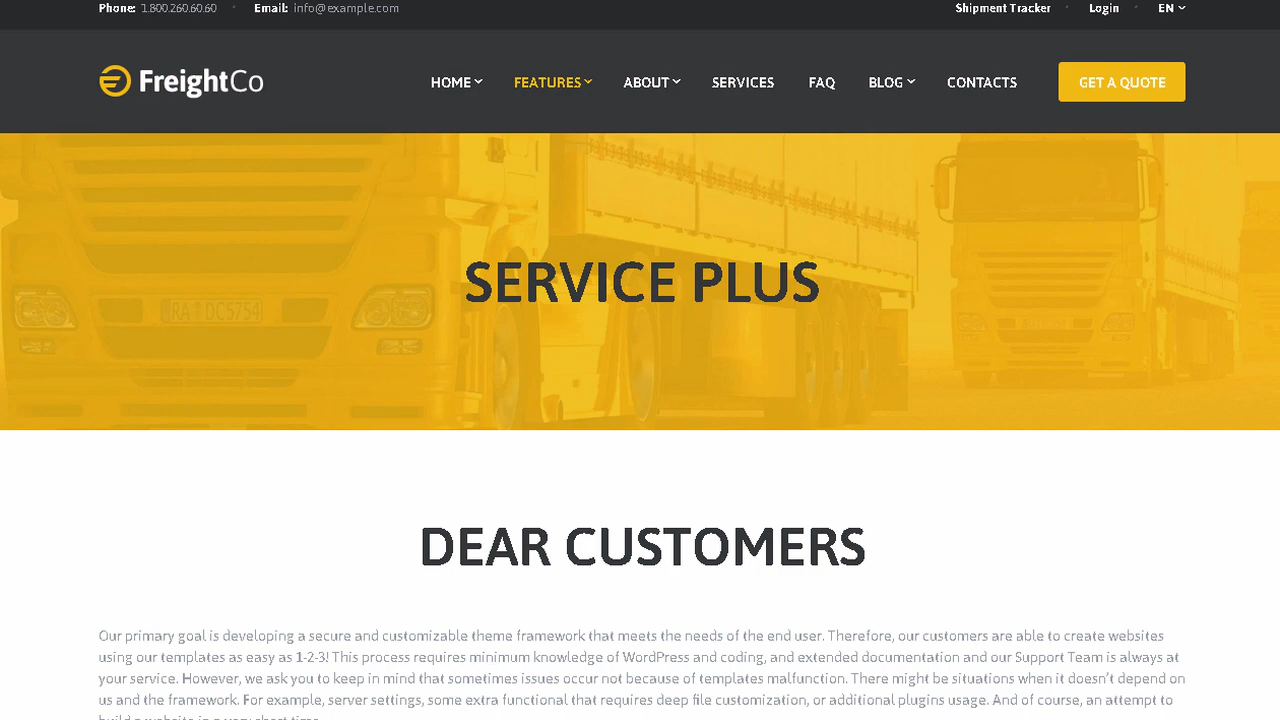 Phone: 1.800.260.60.60 Email: info@example.com Shipment Tracker Login EN
FreightCo HOME FEATURES ABOUT SERVICES FAQ BLOG CONTACTS GET A QUOTE
RA DC5754
SERVICE PLUS
DEAR CUSTOMERS
Our primary goal is developing a secure and customizable theme framework that meets the needs of the end user. Therefore, our customers are able to create websites
using our templates as easy as 1-2-3! This process requires minimum knowledge of WordPress and coding, and extended documentation and our Support Team is always at
your service. However, we ask you to keep in mind that sometimes issues occur not because of templates malfunction. There might be situations when it doesn't depend on
us and the framework. For example, server settings, some extra functional that requires deep file customization, or additional plugins usage. And of course, an attempt to
build a website in a very short time.